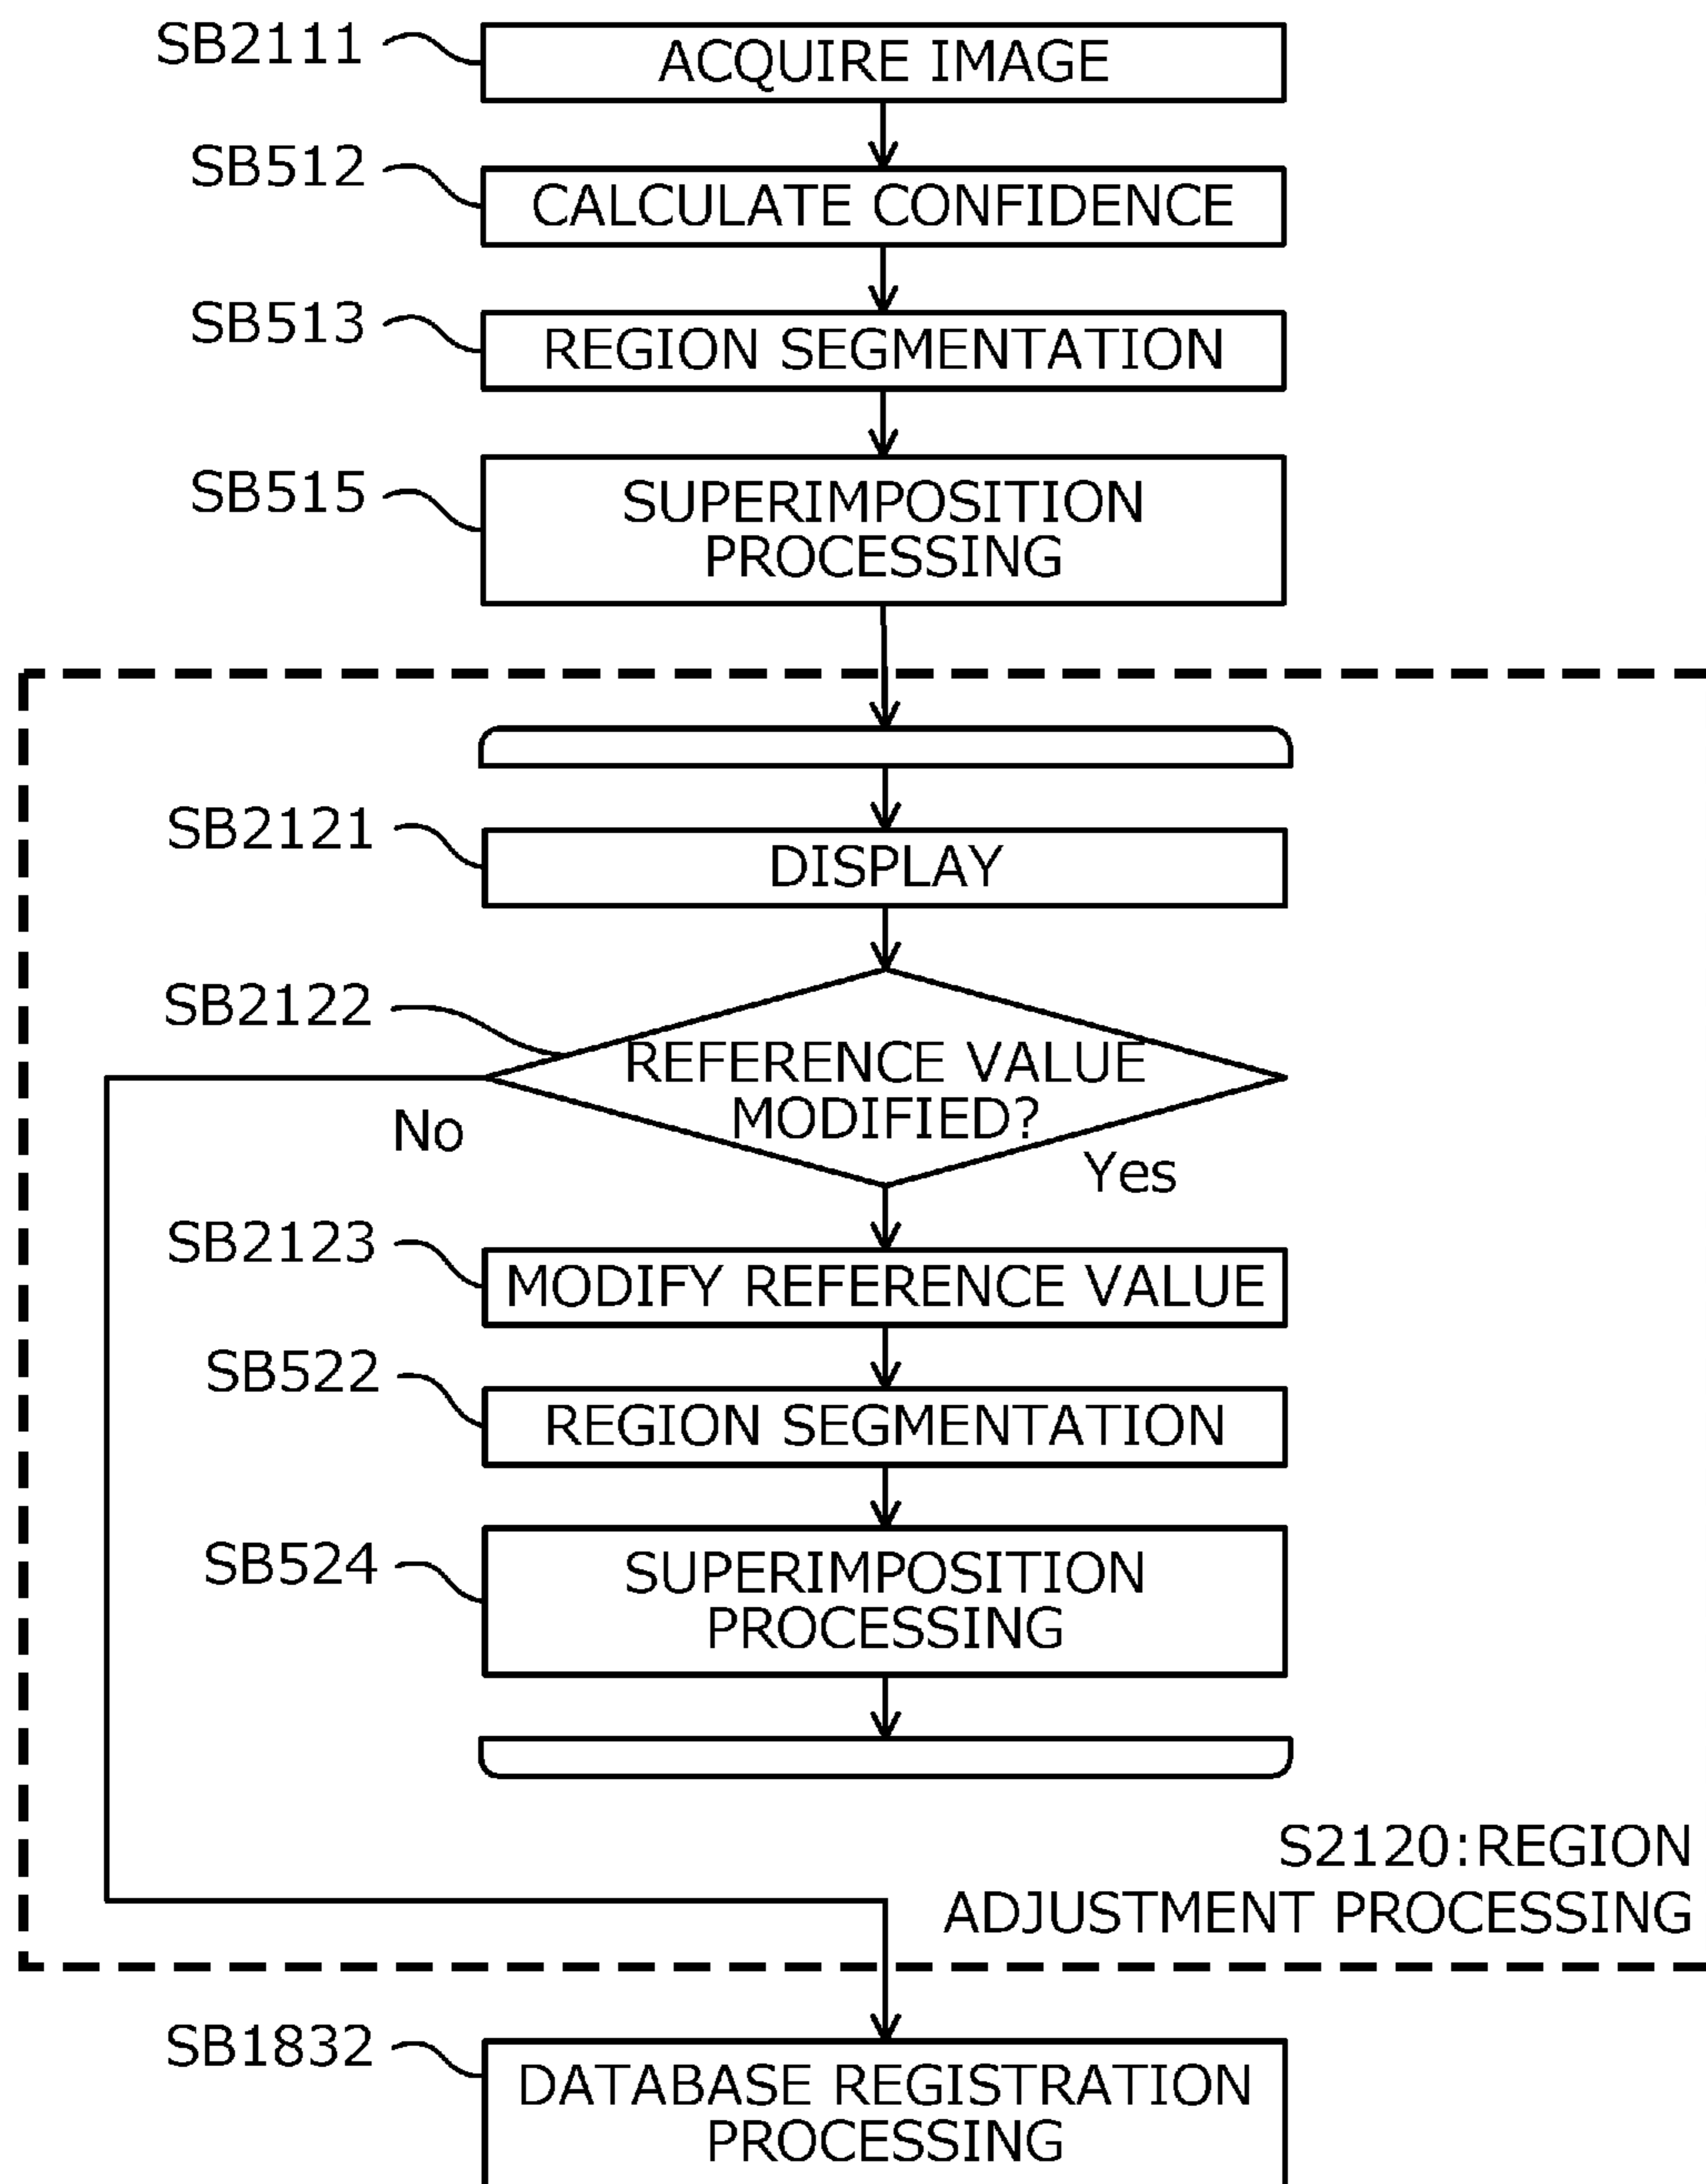 SB2111
ACQUIRE IMAGE
SB512
CALCULATE CONFIDENCE
SB513
REGION SEGMENTATION
SB515
SUPERIMPOSITION
PROCESSING
SB2121
DISPLAY
SB2122
REFERENCE VALUE
MODIFIED?
No
Yes
SB2123
MODIFY REFERENCE VALUE
SB522
REGION SEGMENTATION
SB524
SUPERIMPOSITION
PROCESSING
S2120:REGION
ADJUSTMENT PROCESSING
SB1832
DATABASE REGISTRATION
PROCESSING